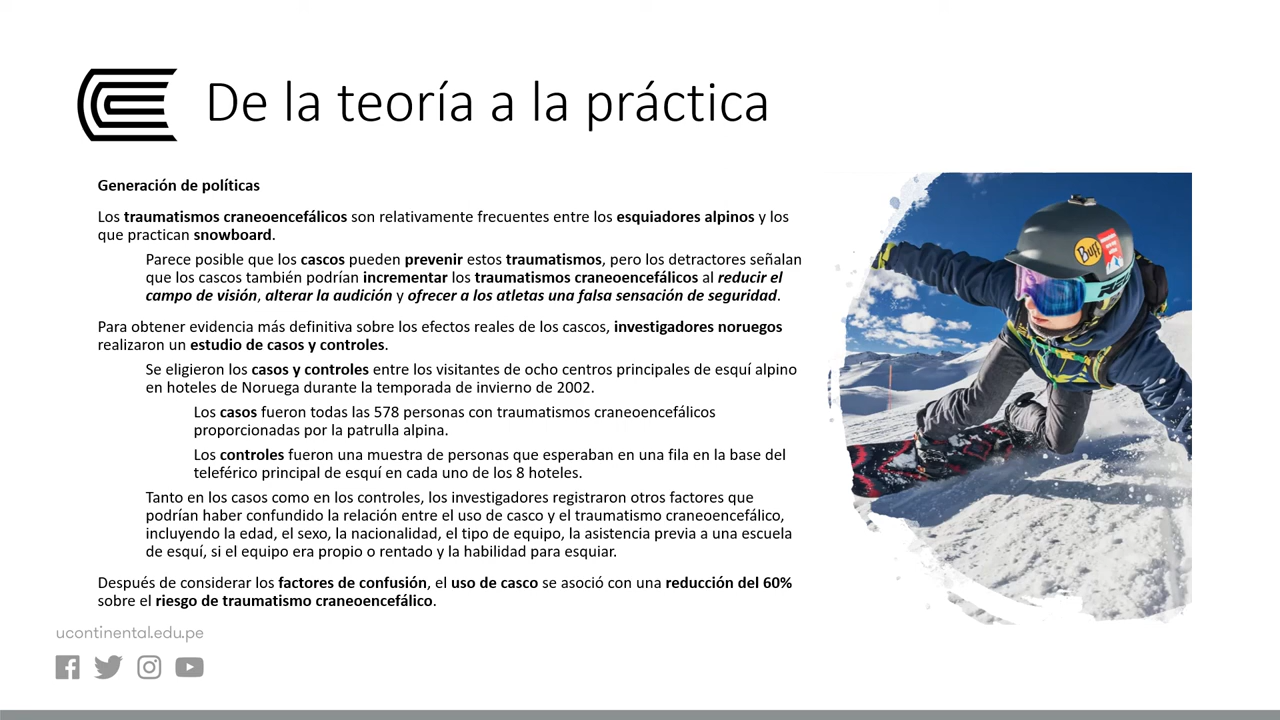 De la teoría a la práctica
Generación de políticas
Los traumatismos craneoencefálicos son relativamente frecuentes entre los esquiadores alpinos y los
que practican snowboard.
Parece posible que los cascos pueden prevenir estos traumatismos, pero los detractores señalan
que los cascos también podrían incrementar los traumatismos craneoencefálicos al reducir el
campo de visión, alterar la audición y ofrecer a los atletas una falsa sensación de seguridad.
Para obtener evidencia más definitiva sobre los efectos reales de los cascos, investigadores noruegos
realizaron un estudio de casos y controles.
Se eligieron los casos y controles entre los visitantes de ocho centros principales de esquí alpino
en hoteles de Noruega durante la temporada de invierno de 2002.
Los casos fueron todas las 578 personas con traumatismos craneoencefálicos
proporcionadas por la patrulla alpina.
Los controles fueron una muestra de personas que esperaban en una fila en la base del
teleférico principal de esquí en cada uno de los 8 hoteles.
Tanto en los casos como en los controles, los investigadores registraron otros factores que
podrían haber confundido la relación entre el uso de casco y el traumatismo craneoencefálico,
incluyendo la edad, el sexo, la nacionalidad, el tipo de equipo, la asistencia previa a una escuela
de esquí, si el equipo era propio o rentado y la habilidad para esquiar.
Después de considerar los factores de confusión, el uso de casco se asoció con una reducción del 60%
sobre el riesgo de traumatismo craneoencefálico.
ucontinental.edu.pe
BUFF